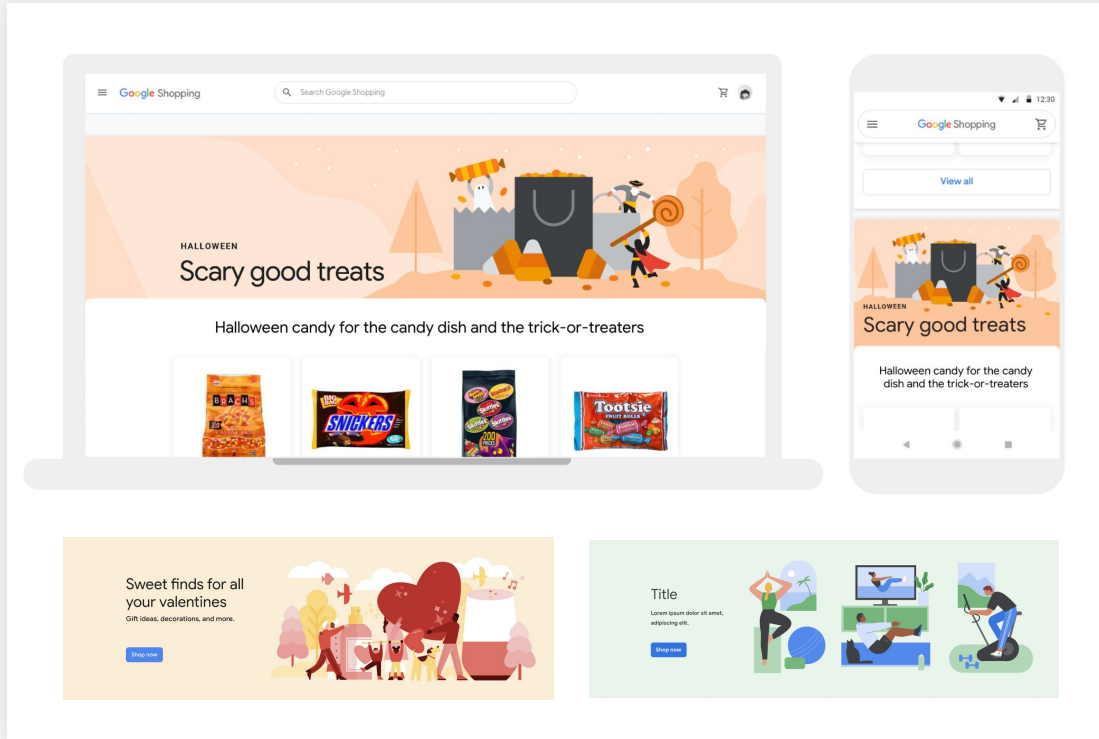 Google Shopping
Search Google Shopping
HALLOWEEN
Scary good treats
Halloween candy for the candy dish and the trick-or-treaters
BRACH'S
BIG BAG
SNICKERS
Skittles
Skittles
Skittles
200
PIECES
Tootsie
FRUIT ROLLS
12:30
Google Shopping
View all
HALLOWEEN
Scary good treats
Halloween candy for the candy
dish and the trick-or-treaters
Sweet finds for all
your valentines
Gift ideas, decorations, and more.
Shop now
Title
Lorem ipsum dolor sit amet,
adipiscing elit.
Shop now